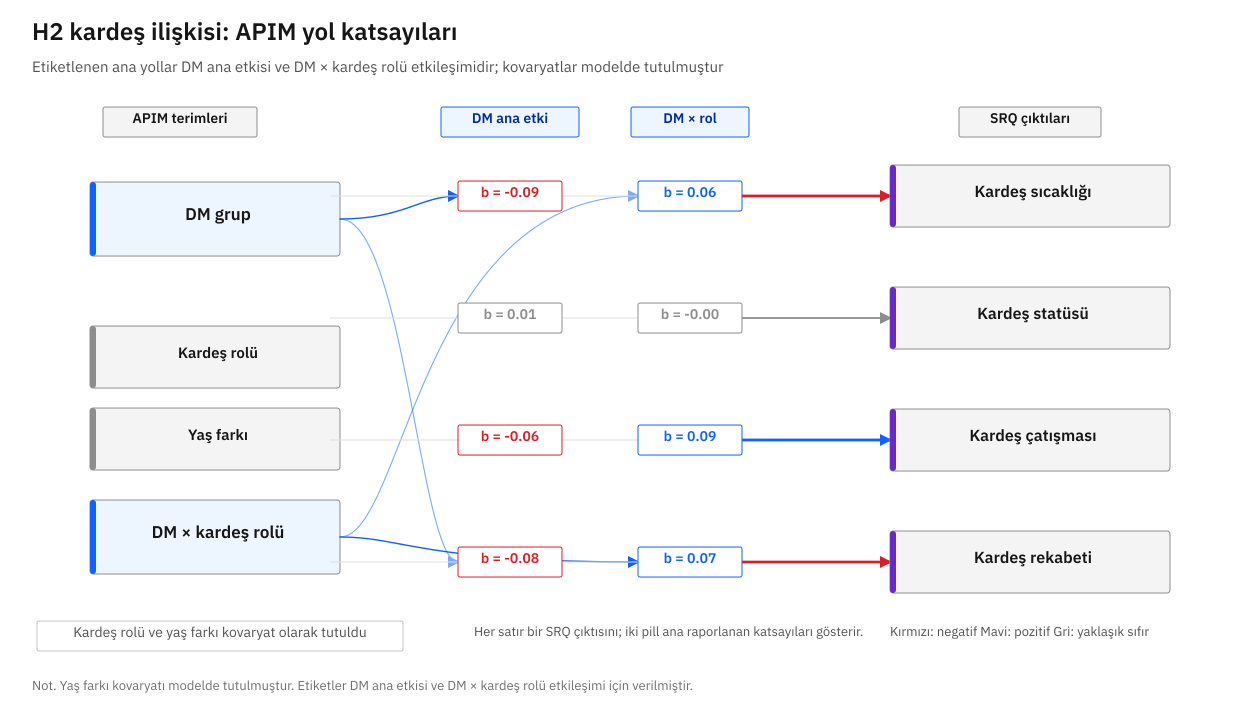 H2 kardeş ilişkisi: APIM yol katsayıları
Etiketlenen ana yollar DM ana etkisi ve DM × kardeş rolü etkileşimidir; kovaryatlar modelde tutulmuştur
APIM terimleri
DM ana etki
DM × rol
SRQ çıktıları
DM grup
b = -0.09
b = 0.06
Kardeş sıcaklığı
b = 0.01
b = -0.00
Kardeş statüsü
Kardeş rolü
Yaş farkı
b = -0.06
b = 0.09
Kardeş çatışması
DM × kardeş rolü
b = -0.08
b = 0.07
Kardeş rekabeti
Kardeş rolü ve yaş farkı kovaryat olarak tutuldu
Her satır bir SRQ çıktısını; iki pill ana raporlanan katsayıları gösterir.
Kırmızı: negatif Mavi: pozitif Gri: yaklaşık sıfır
Not. Yaş farkı kovaryatı modelde tutulmuştur. Etiketler DM ana etkisi ve DM × kardeş rolü etkileşimi için verilmiştir.